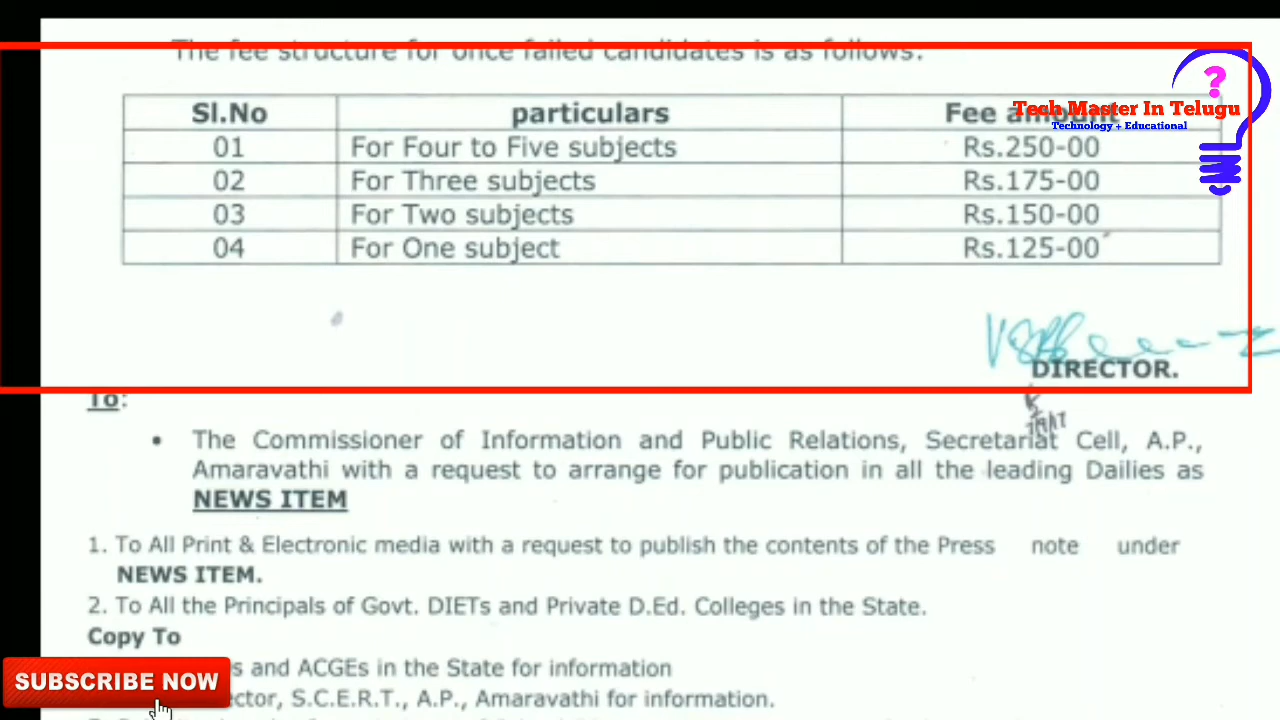 The fee structure for once failed candidates is as follows.
Sl.No particulars Fee amount
01 For Four to Five subjects Rs.250-00
02 For Three subjects Rs.175-00
03 For Two subjects Rs.150-00
04 For One subject Rs.125-00
?
Tech Master In Telugu
Technology + Educational
DIRECTOR.
To:
• The Commissioner of Information and Public Relations, Secretariat Cell, A.P.,
Amaravathi with a request to arrange for publication in all the leading Dailies as
NEWS ITEM
1. To All Print & Electronic media with a request to publish the contents of the Press note under
NEWS ITEM.
2. To All the Principals of Govt. DIETs and Private D.Ed. Colleges in the State.
Copy To
and ACGEs in the State for information
S.C.E.R.T., A.P., Amaravathi for information.
SUBSCRIBE NOW